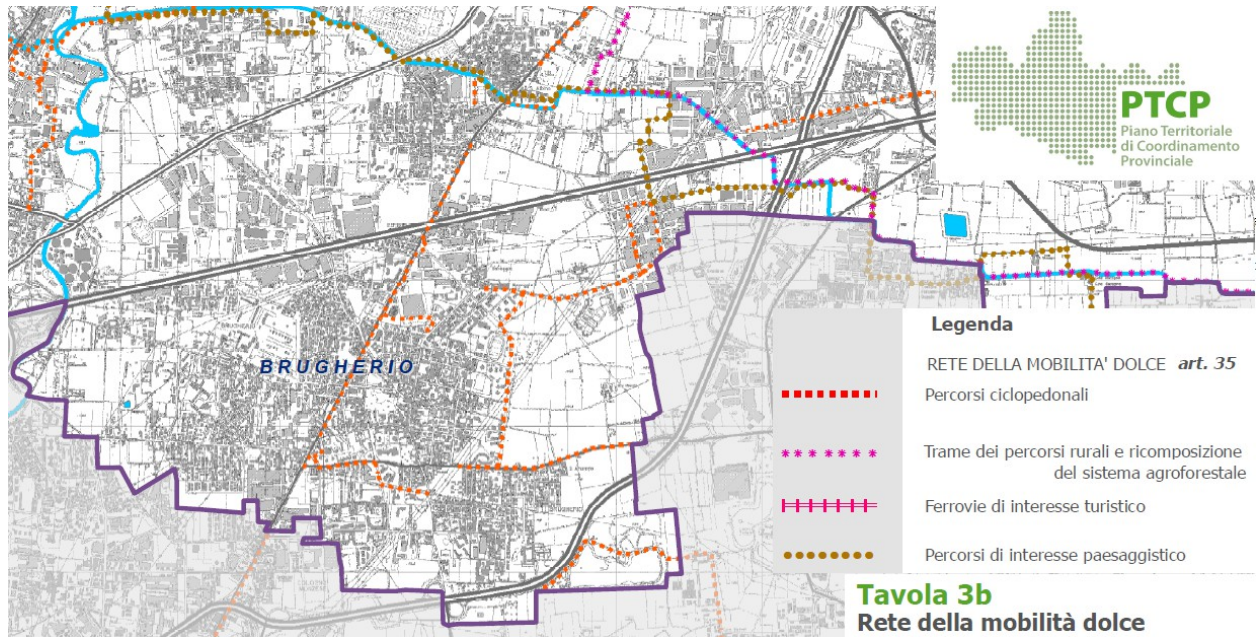 PTCP
Piano Territoriale
di Coordinamento
Provinciale
BRUGHERIO
Legenda
RETE DELLA MOBILITA' DOLCE art. 35
Percorsi ciclopedonali
Trame dei percorsi rurali e ricomposizione
del sistema agroforestale
Ferrovie di interesse turistico
Percorsi di interesse paesaggistico
Tavola 3b
Rete della mobilità dolce